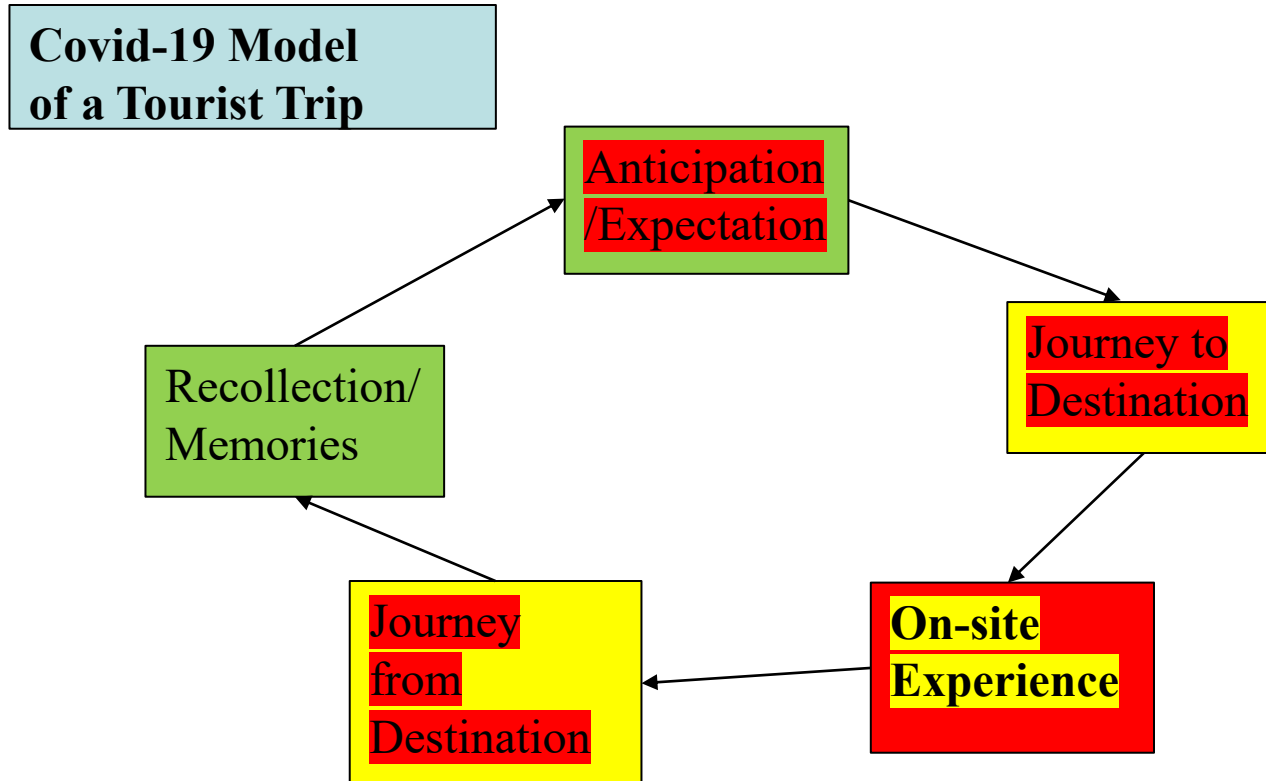 Covid-19 Model
of a Tourist Trip
Anticipation
/Expectation
Journey to
Destination
On-site
Experience
Journey
from
Destination
Recollection/
Memories